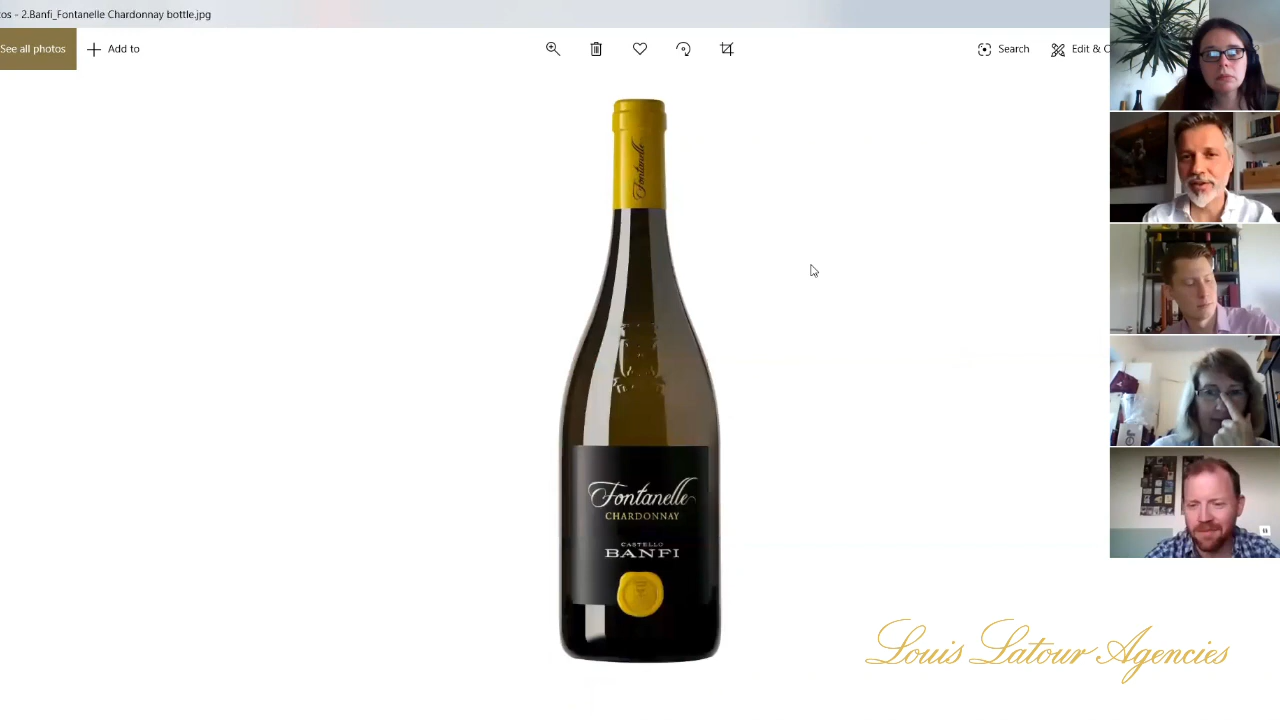 os - 2.Banfi_Fontanelle Chardonnay bottle.jpg
See all photos
Add to
Search
Edit & C
Fontanelle
Fontanelle
CHARDONNAY
CASTELLO
BANFI
Louis Latour Agencies